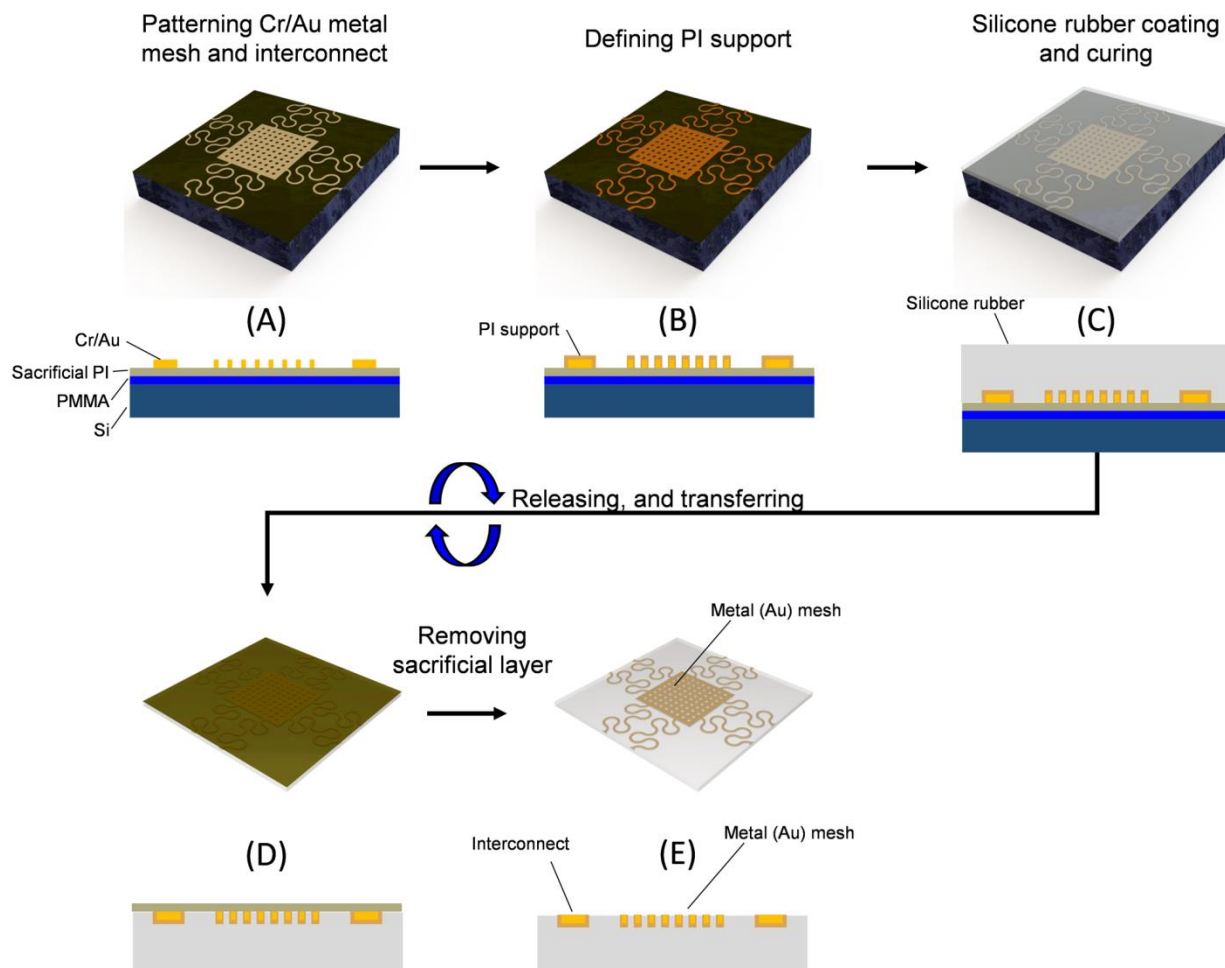 Patterning Cr/Au metal
mesh and interconnect
Defining PI support
Silicone rubber coating
and curing
(A)
(B)
(C)
Cr/Au
Sacrificial PI
PMMA
Si
PI support
Silicone rubber
Releasing, and transferring
Removing
sacrificial layer
Metal (Au) mesh
(D)
(E)
Interconnect
Metal (Au) mesh